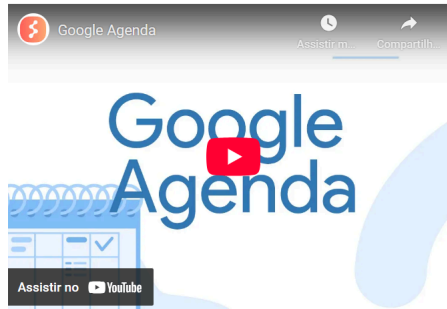 Google Agenda
Assistir m...
Compartilh...
Google
Agenda
Assistir no YouTube